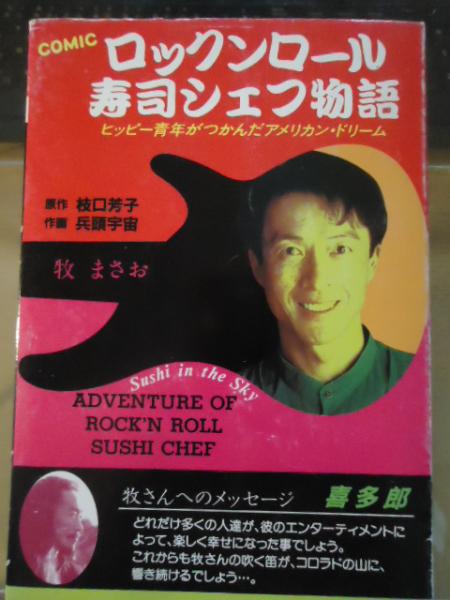 COMIC
ロックンロール
寿司シェフ物語
ヒッピー青年がつかんだアメリカン・ドリーム
原作 枝口芳子
作画 兵頭宇宙
牧 まさお
Sushi in the Sky
ADVENTURE OF
ROCK'N ROLL
SUSHI CHEF
牧さんへのメッセージ 喜多郎
どれだけ多くの人達が、彼のエンターティメントに
よって、楽しく幸せになった事でしょう。
これからも牧さんの吹く笛が、コロラドの山に、
響き続けるでしょう…。